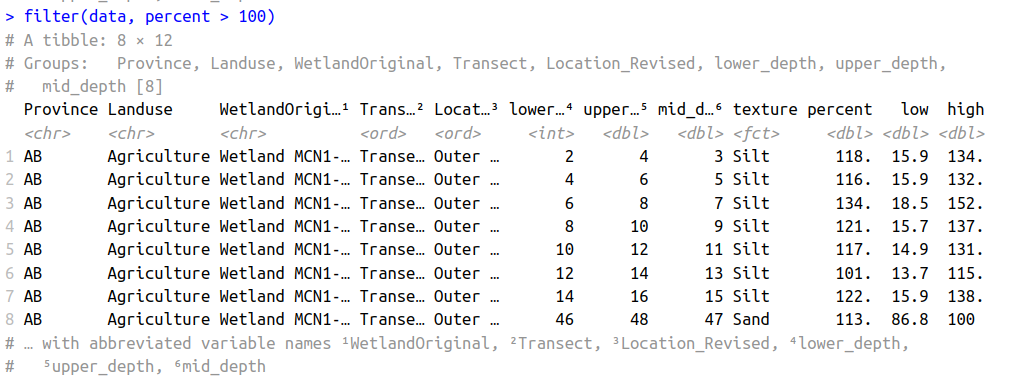 > filter(data, percent > 100)
# A tibble: 8 × 12
# Groups:   Province, Landuse, WetlandOriginal, Transect, Location_Revised, lower_depth, upper_depth,
#   mid_depth [8]
  Province Landuse     WetlandOrigi…¹ Trans…² Locat…³ lower…⁴ upper…⁵ mid_d…⁶ texture percent   low  high
  <chr>    <chr>       <chr>          <ord>   <ord>     <int>   <dbl>   <dbl> <fct>     <dbl> <dbl> <dbl>
1 AB       Agriculture Wetland MCN1-… Transe… Outer …       2       4       3 Silt       118.  15.9  134.
2 AB       Agriculture Wetland MCN1-… Transe… Outer …       4       6       5 Silt       116.  15.9  132.
3 AB       Agriculture Wetland MCN1-… Transe… Outer …       6       8       7 Silt       134.  18.5  152.
4 AB       Agriculture Wetland MCN1-… Transe… Outer …       8      10       9 Silt       121.  15.7  137.
5 AB       Agriculture Wetland MCN1-… Transe… Outer …      10      12      11 Silt       117.  14.9  131.
6 AB       Agriculture Wetland MCN1-… Transe… Outer …      12      14      13 Silt       101.  13.7  115.
7 AB       Agriculture Wetland MCN1-… Transe… Outer …      14      16      15 Silt       122.  15.9  138.
8 AB       Agriculture Wetland MCN1-… Transe… Outer …      46      48      47 Sand       113.  86.8  100
# … with abbreviated variable names ¹WetlandOriginal, ²Transect, ³Location_Revised, ⁴lower_depth,
#   ⁵upper_depth, ⁶mid_depth